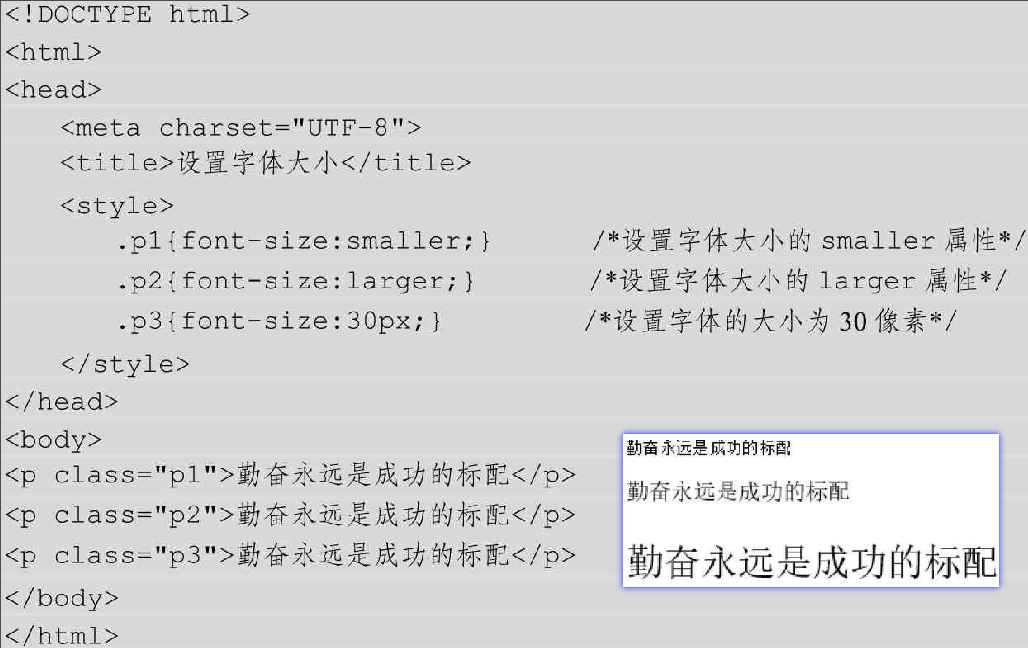 <!DOCTYPE html>
<html>
<head>
<meta charset="UTF-8">
<title>设置字体大小</title>
<style>
.p1{font-size:smaller;} /*设置字体大小的 smaller 属性*/
.p2{font-size:larger;} /*设置字体大小的 larger 属性*/
.p3{font-size:30px;} /*设置字体的大小为 30 像素*/
</style>
</head>
<body>
<p class="p1">勤奋永远是成功的标配</p>
<p class="p2">勤奋永远是成功的标配</p>
<p class="p3">勤奋永远是成功的标配</p>
</body>
</html>
勤奋永远是成功的标配
勤奋永远是成功的标配
勤奋永远是成功的标配